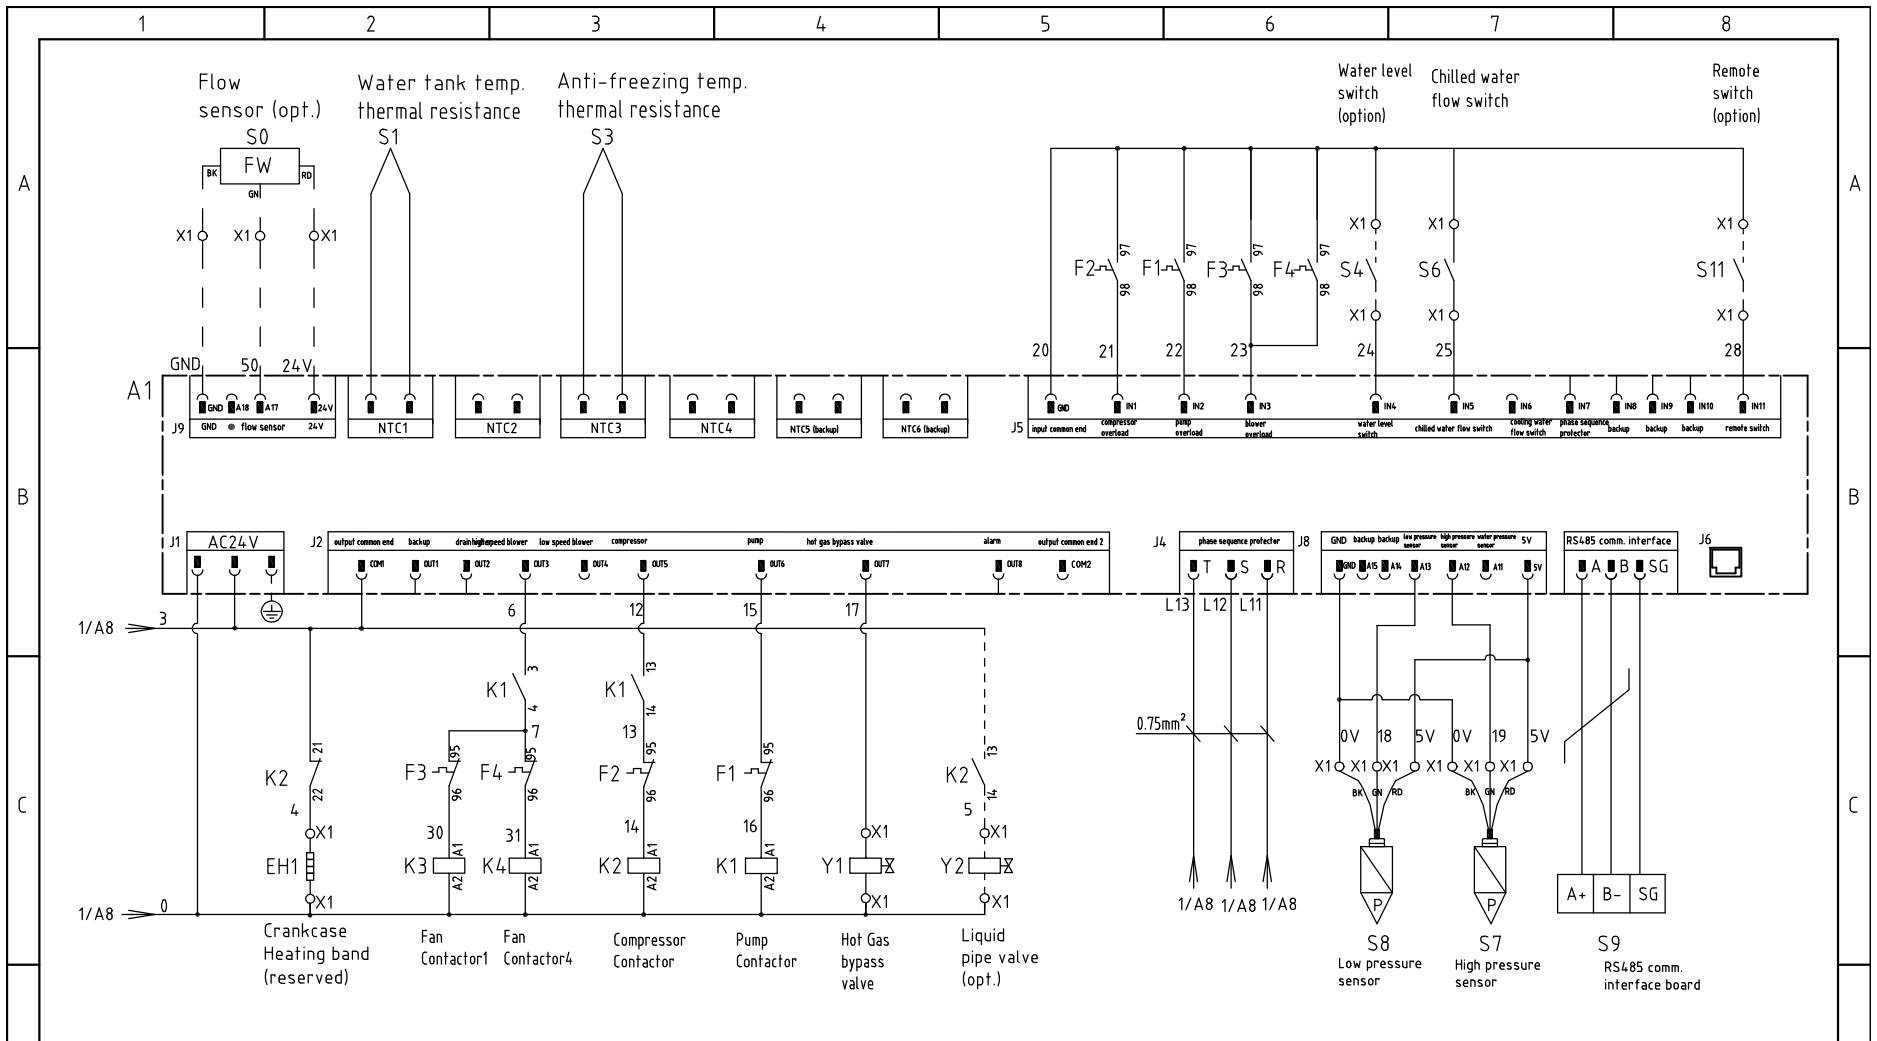 1 2 3 4 5 6 7 8
Flow
sensor (opt.)
Water tank temp.
thermal resistance
Anti-freezing temp.
thermal resistance
Water level
switch
(option)
Chilled water
flow switch
Remote
switch
(option)
S0
FW
BK
GN
RD
S1
S3
A
A
X1 X1 X1
X1 X1 X1
97 97 97 97
F2 F1 F3 F4 S4 S6 S11
98 98 98 98
X1 X1 X1
GND 50 24V
20 21 22 23 24 25 28
A1
J9
GND A18 A17 24V
GND flow sensor 24V
NTC1
NTC2
NTC3
NTC4
NTC5 (backup)
NTC6 (backup)
J5
GND IN1 IN2 IN3 IN4 IN5 IN6 IN7 IN8 IN9 IN10 IN11
input common end
compressor
overload
pump
overload
blower
overload
water level
switch
chilled water flow switch
cooling water
flow switch
phase sequence
protector
backup
backup
backup
remote switch
B
B
J1
AC24V
J2
output common end backup low speed blower compressor pump hot gas bypass valve alarm output common end 2
COM1 OUT1 OUT2 OUT3 OUT4 OUT5 OUT6 OUT7 OUT8 COM2
J4
phase sequence protector
T S R
J8
GND backup backup
low pressure
sensor
high pressure
sensor
water pressure
sensor
5V
GND A15 A14 A13 A12 A11 5V
RS485 comm. interface
A B SG
J6
1/A8
3
6 12 15 17
L13 L12 L11
K1
3
4
7
K1
13
14
13
0.75mm²
0V 18 5V 0V 19 5V
X1 X1 X1 X1 X1 X1
BK GN RD
BK GN RD
C
C
K2
21
22
4
F3
95
96
F4
95
96
F2
95
96
F1
95
96
K2
13
14
5
30 31 14 16
X1
X1
X1
EH1
K3
A1
A2
K4
A1
A2
K2
A1
A2
K1
A1
A2
Y1
Y2
X1
X1
X1
1/A8
0
1/A8 1/A8 1/A8
P
P
A+ B- SG
Crankcase
Heating band
(reserved)
Fan
Contactor1
Fan
Contactor4
Compressor
Contactor
Pump
Contactor
Hot Gas
bypass
valve
Liquid
pipe valve
(opt.)
S8
Low pressure
sensor
S7
High pressure
sensor
S9
RS485 comm.
interface board